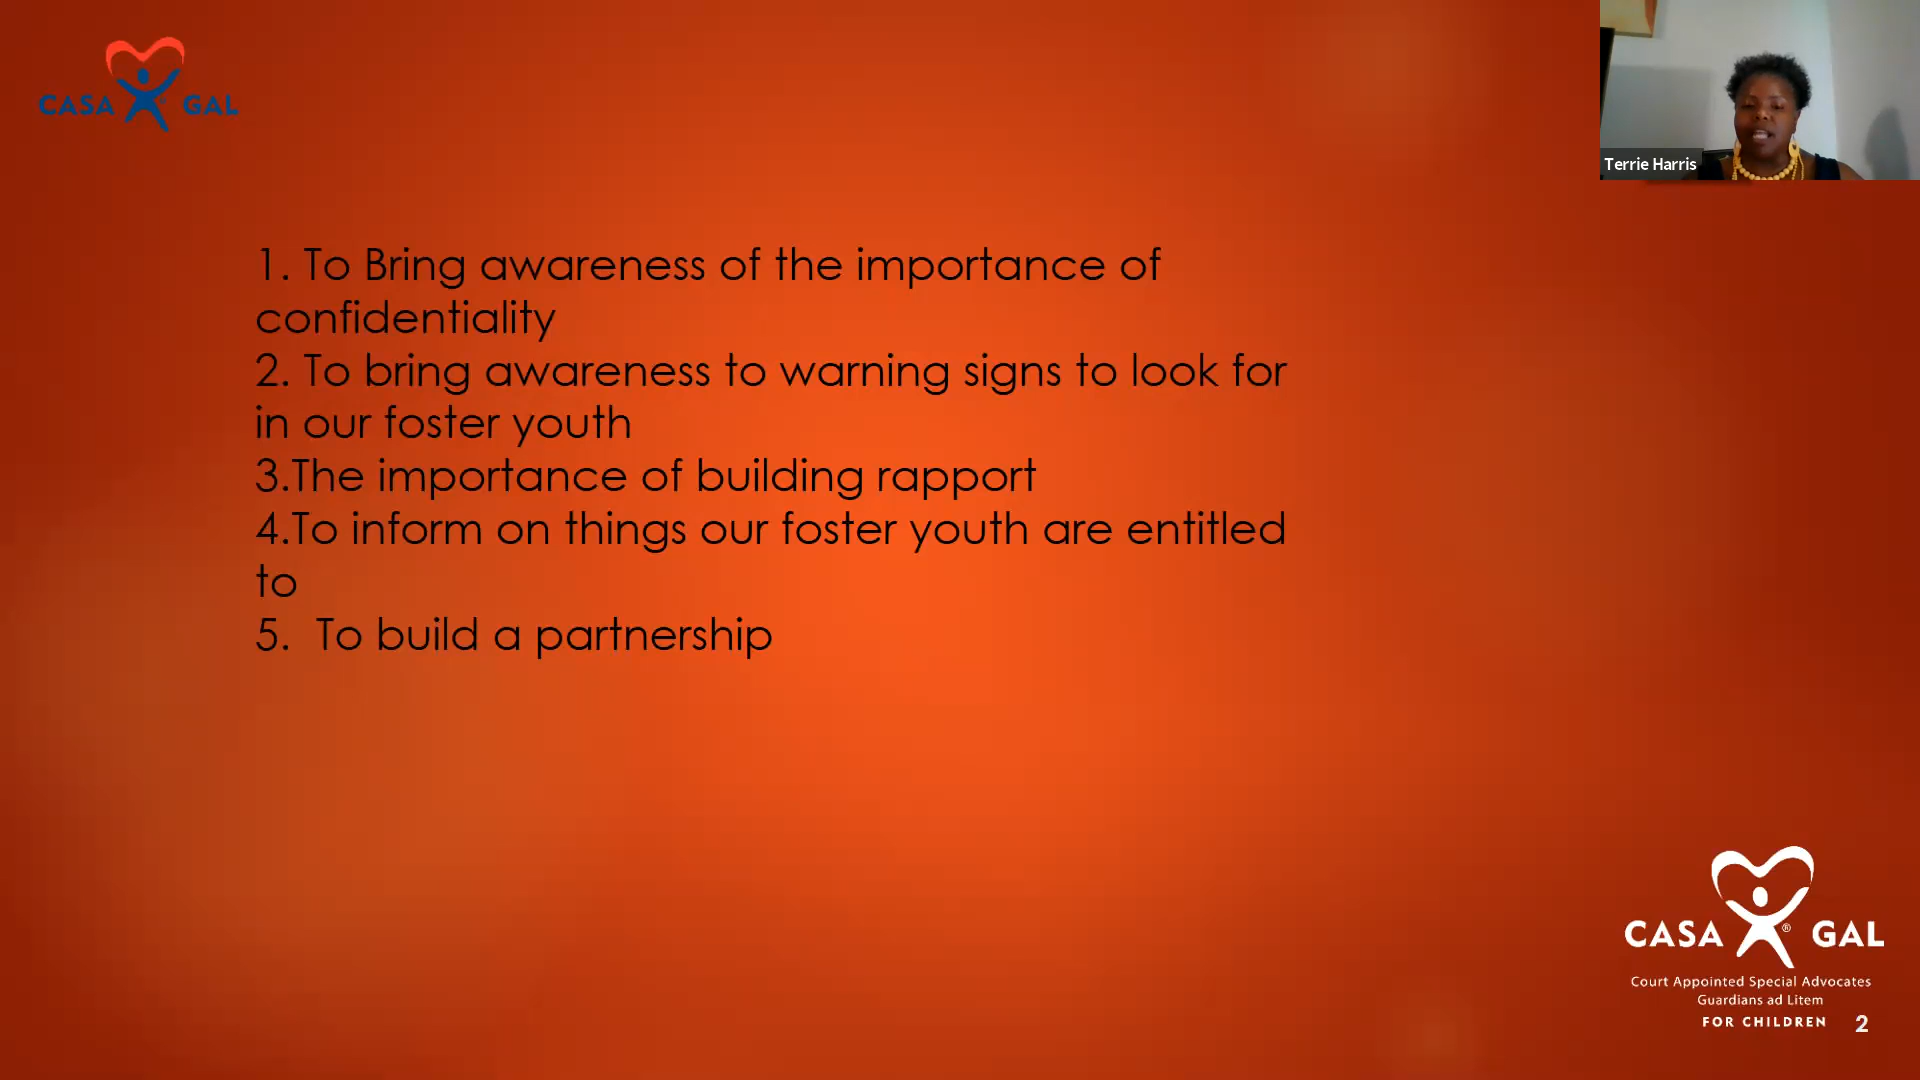 CASA ® GAL
Terrie Harris
1. To Bring awareness of the importance of
confidentiality
2. To bring awareness to warning signs to look for
in our foster youth
3.The importance of building rapport
4.To inform on things our foster youth are entitled
to
5. To build a partnership
CASA ® GAL
Court Appointed Special Advocates
Guardians ad Litem
FOR CHILDREN
2